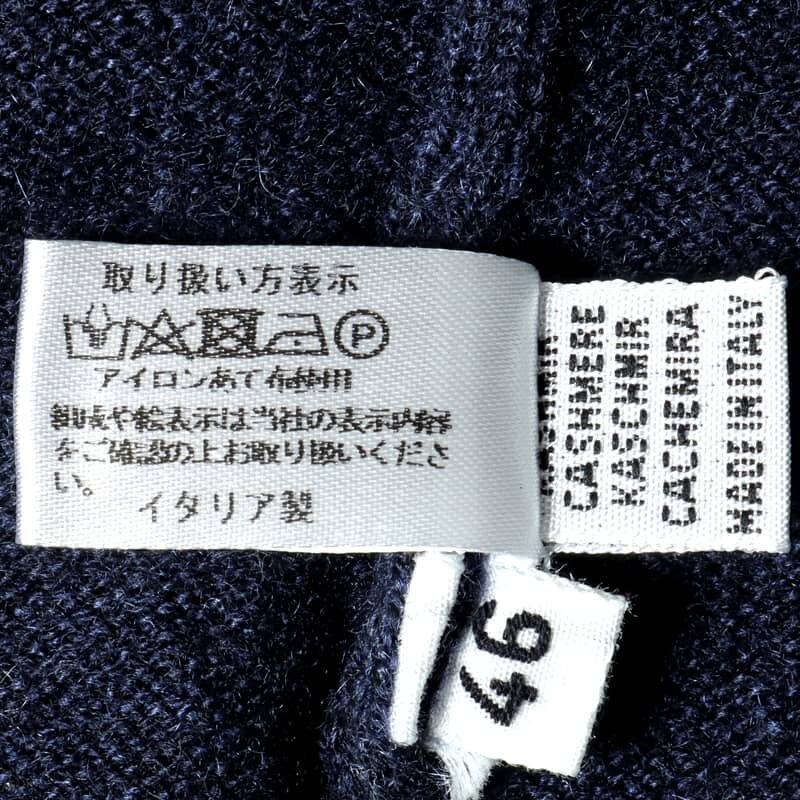 取り扱い方表示
P
アイロンあて布使用
組成や絵表示は当社の表示内容
をご確認の上お取り扱いくださ
い。
イタリア製
CASHMERE
KASCHMIR
CACHEMIRA
MADE IN ITALY
46